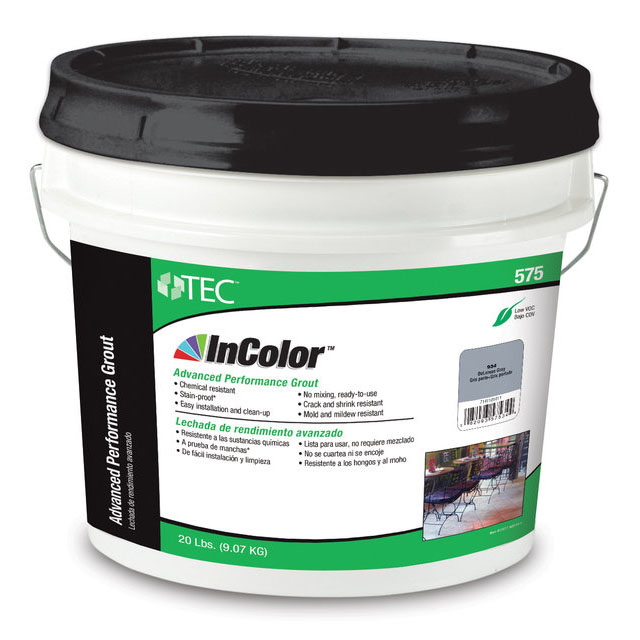 TEC™
575
Low VOC
Bajo COV
InColor™
Advanced Performance Grout
• Chemical resistant
• Stain-proof*
• Easy installation and clean-up
• No mixing, ready-to-use
• Crack and shrink resistant
• Mold and mildew resistant
Lechada de rendimiento avanzado
• Resistente a las sustancias químicas
• A prueba de manchas*
• De fácil instalación y limpieza
• Lista para usar, no requiere mezclado
• No se cuartea ni se encoje
• Resistente a los hongos y al moho
DeLorean Gray
20 Lbs. (9.07 KG)
Advanced Performance Grout
Lechada de rendimiento avanzado